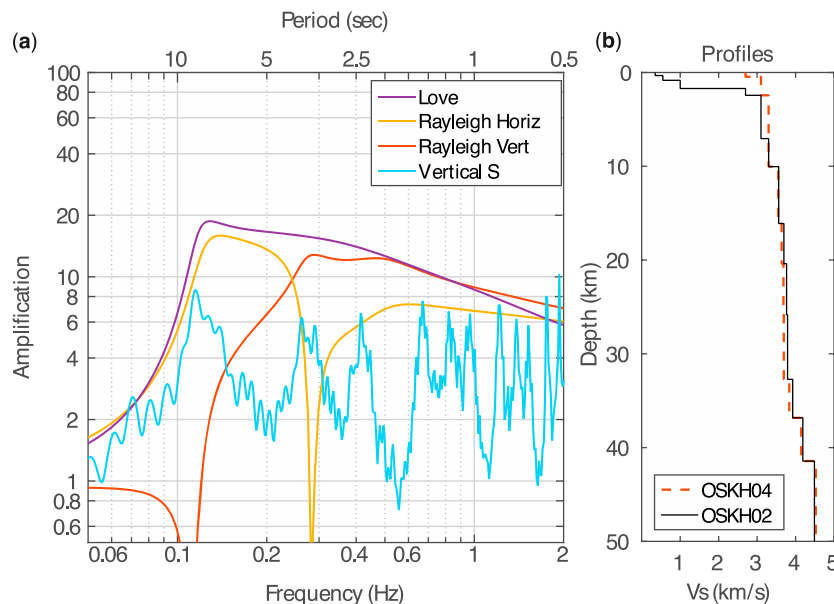 Period (sec)
(a)
10 5 2.5 1 0.5
100
80
60
40
20
10
8
6
4
2
1
0.8
0.6
Amplification
Love
Rayleigh Horiz
Rayleigh Vert
Vertical S
0.06 0.1 0.2 0.4 0.6 1 2
Frequency (Hz)
(b)
Profiles
0
10
20
30
40
50
Depth (km)
OSKH04
OSKH02
1 2 3 4 5
Vs (km/s)